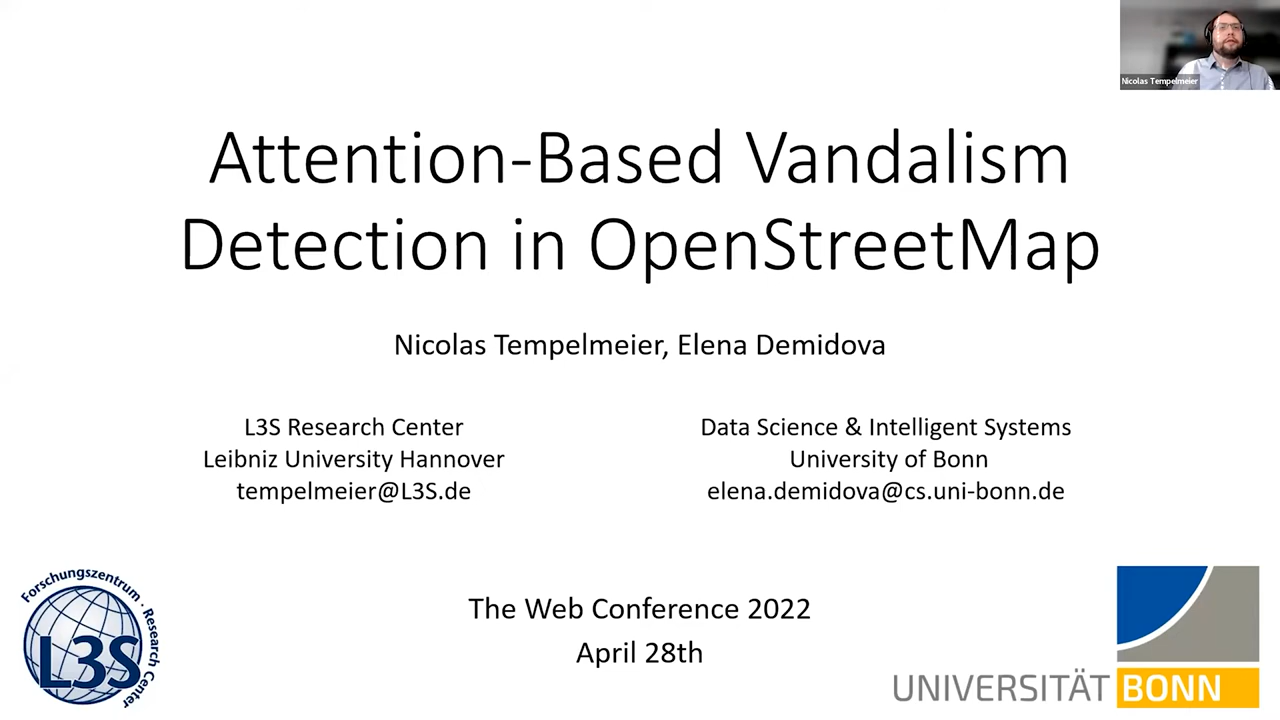 Nicolas Tempelmeier
Attention-Based Vandalism
Detection in OpenStreetMap
Nicolas Tempelmeier, Elena Demidova
L3S Research Center
Leibniz University Hannover
tempelmeier@L3S.de
Data Science & Intelligent Systems
University of Bonn
elena.demidova@cs.uni-bonn.de
Forschungszentrum · Research Center
L3S
The Web Conference 2022
April 28th
UNIVERSITÄT BONN